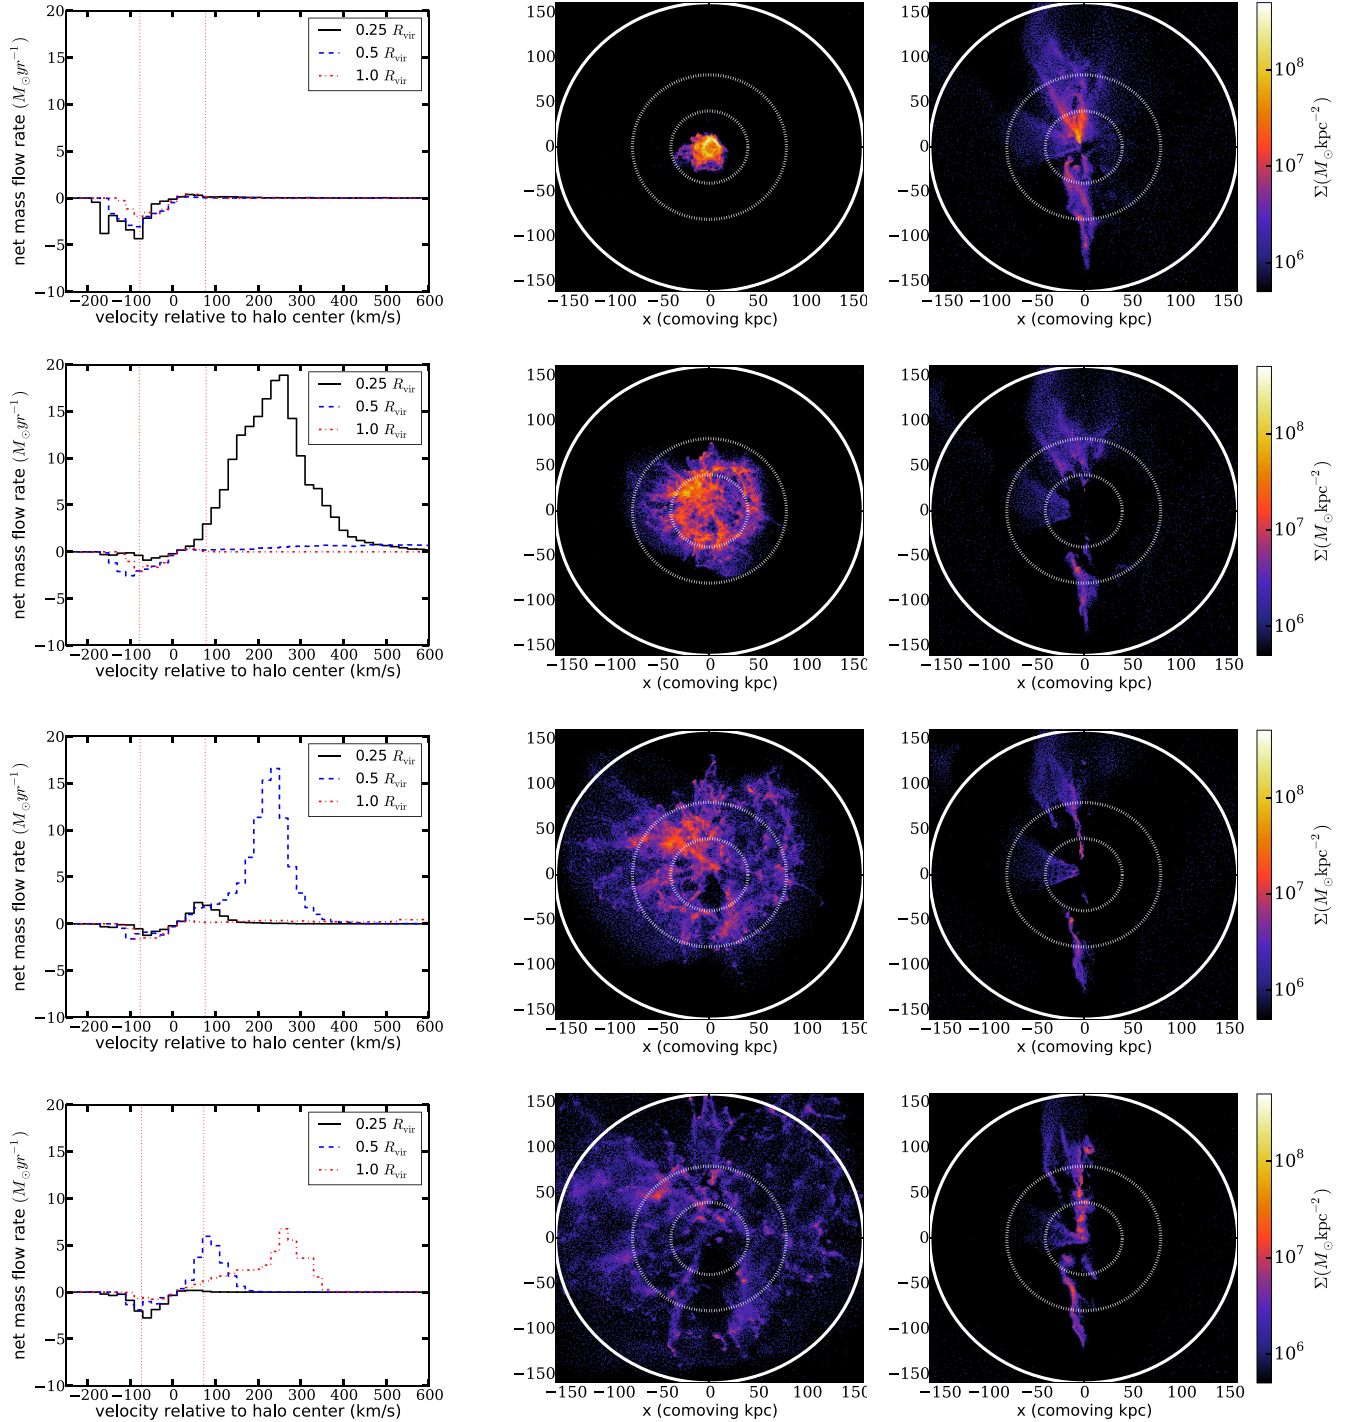 20
15
10
5
0
−5
−10
net mass flow rate (M⊙yr⁻¹)
0.25 Rvir
0.5 Rvir
1.0 Rvir
−200 −100 0 100 200 300 400 500 600
velocity relative to halo center (km/s)
150
100
50
0
−50
−100
−150
−150 −100 −50 0 50 100 150
x (comoving kpc)
150
100
50
0
−50
−100
−150
−150 −100 −50 0 50 100 150
x (comoving kpc)
10⁸
10⁷
10⁶
Σ(M⊙kpc⁻²)
20
15
10
5
0
−5
−10
net mass flow rate (M⊙yr⁻¹)
0.25 Rvir
0.5 Rvir
1.0 Rvir
−200 −100 0 100 200 300 400 500 600
velocity relative to halo center (km/s)
150
100
50
0
−50
−100
−150
−150 −100 −50 0 50 100 150
x (comoving kpc)
150
100
50
0
−50
−100
−150
−150 −100 −50 0 50 100 150
x (comoving kpc)
10⁸
10⁷
10⁶
Σ(M⊙kpc⁻²)
20
15
10
5
0
−5
−10
net mass flow rate (M⊙yr⁻¹)
0.25 Rvir
0.5 Rvir
1.0 Rvir
−200 −100 0 100 200 300 400 500 600
velocity relative to halo center (km/s)
150
100
50
0
−50
−100
−150
−150 −100 −50 0 50 100 150
x (comoving kpc)
150
100
50
0
−50
−100
−150
−150 −100 −50 0 50 100 150
x (comoving kpc)
10⁸
10⁷
10⁶
Σ(M⊙kpc⁻²)
20
15
10
5
0
−5
−10
net mass flow rate (M⊙yr⁻¹)
0.25 Rvir
0.5 Rvir
1.0 Rvir
−200 −100 0 100 200 300 400 500 600
velocity relative to halo center (km/s)
150
100
50
0
−50
−100
−150
−150 −100 −50 0 50 100 150
x (comoving kpc)
150
100
50
0
−50
−100
−150
−150 −100 −50 0 50 100 150
x (comoving kpc)
10⁸
10⁷
10⁶
Σ(M⊙kpc⁻²)